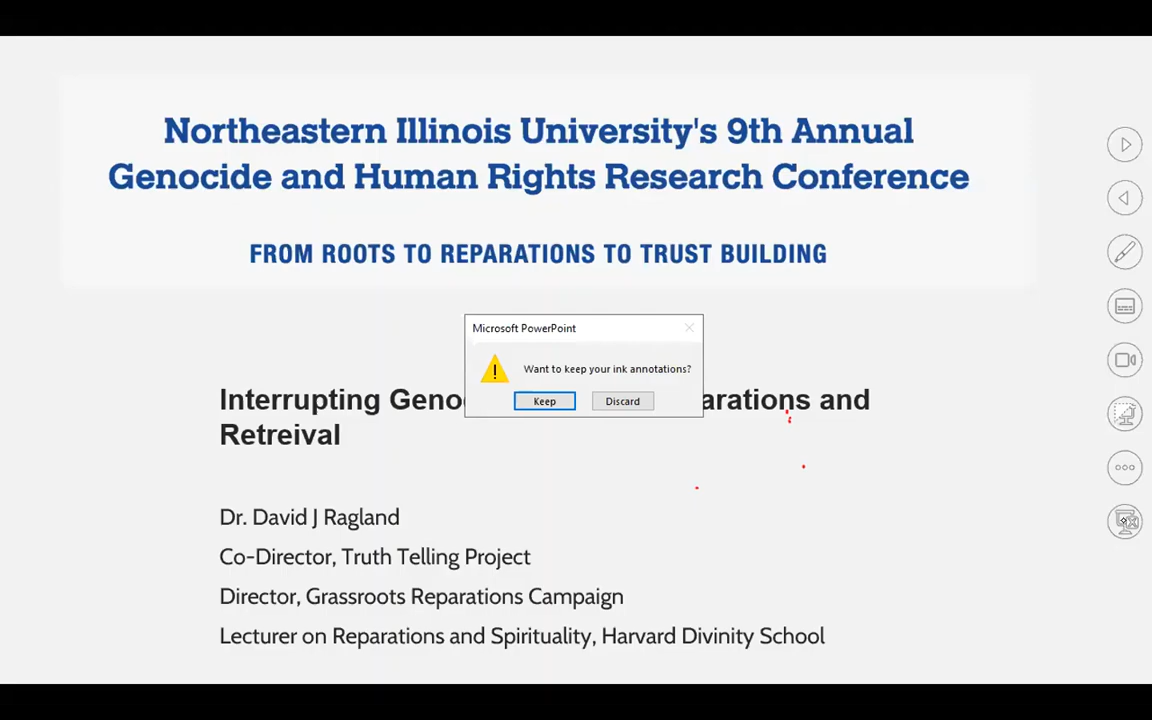 Northeastern Illinois University's 9th Annual
Genocide and Human Rights Research Conference
FROM ROOTS TO REPARATIONS TO TRUST BUILDING
Microsoft PowerPoint
Want to keep your ink annotations?
Keep Discard
Interrupting and
Retreival
Dr. David J Ragland
Co-Director, Truth Telling Project
Director, Grassroots Reparations Campaign
Lecturer on Reparations and Spirituality, Harvard Divinity School